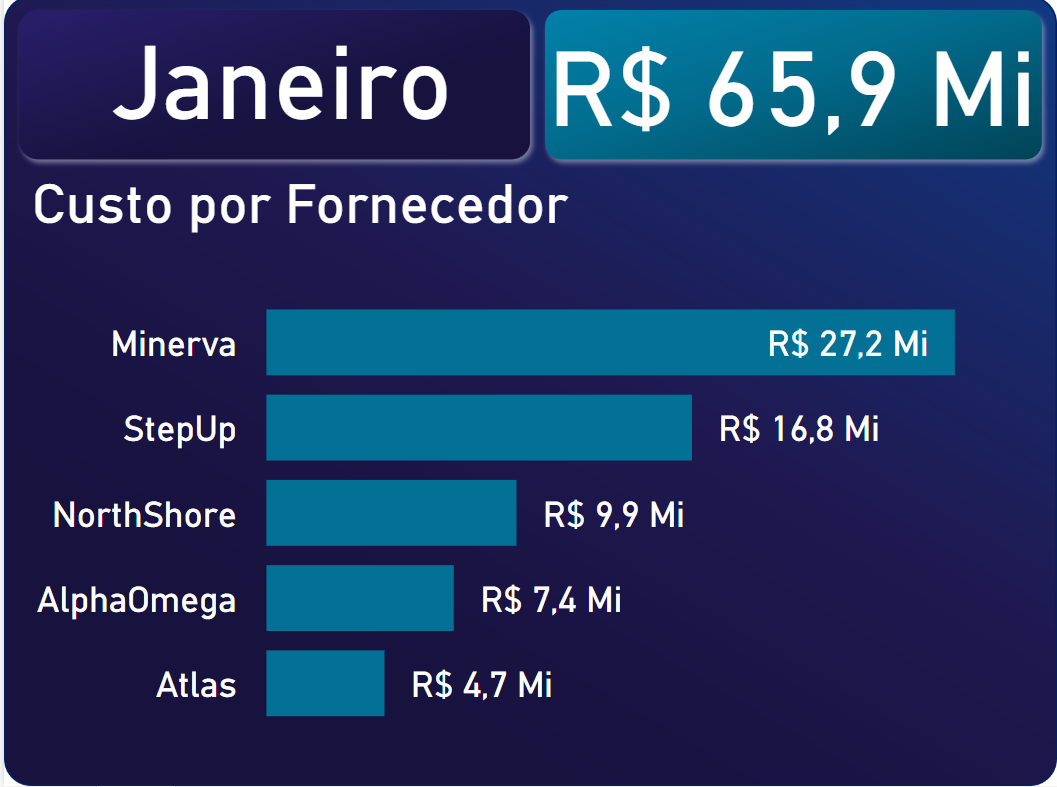 Janeiro R$ 65,9 Mi
Custo por Fornecedor
Minerva R$ 27,2 Mi
StepUp R$ 16,8 Mi
NorthShore R$ 9,9 Mi
AlphaOmega R$ 7,4 Mi
Atlas R$ 4,7 Mi